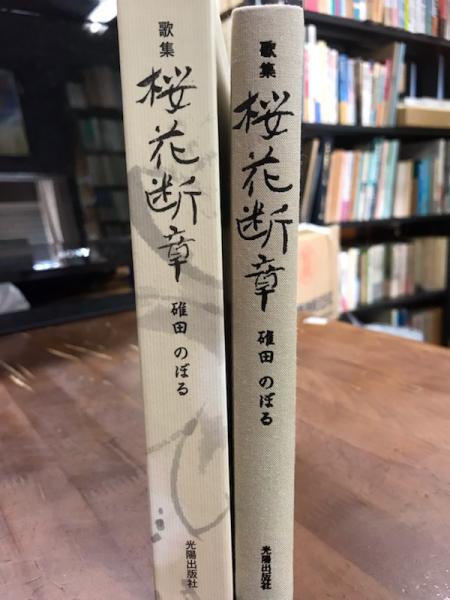 歌集
桜花断章
碓田 のぼる
光陽出版社
歌集
桜花断章
碓田 のぼる
光陽出版社